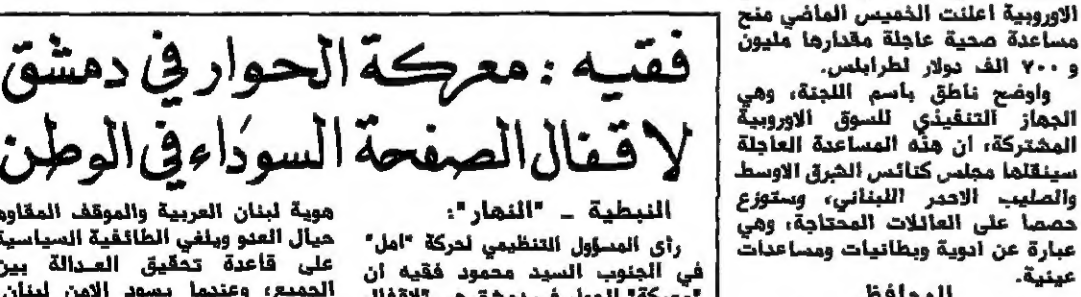 الاوروبية اعلنت الخميس الماضي منح
مساعدة صحية عاجلة مقدارها مليون
و ٧٠٠ الف دولار لطرابلس.
واوضح ناطق باسم اللجنة، وهي
الجهاز التنفيذي للسوق الاوروبية
المشتركة، ان هذه المساعدة العاجلة
سينقلها مجلس كنائس الشرق الاوسط
والصليب الاحمر اللبناني، وستوزع
حصصا على العائلات المحتاجة، وهي
عبارة عن ادوية وبطانيات ومساعدات
عينية.
المحافظ
فقيه : معركة الحوار في دمشق
لاقفال الصفحة السوداء في الوطن
النبطية ـ "النهار":
رأى المسؤول التنظيمي لحركة "امل"
في الجنوب السيد محمود فقيه ان
هوية لبنان العربية والموقف المقاوم
حيال العدو ويلغي الطائفية السياسية
على قاعدة تحقيق العدالة بين
الجميع، وعندما يسود الامن لبنان